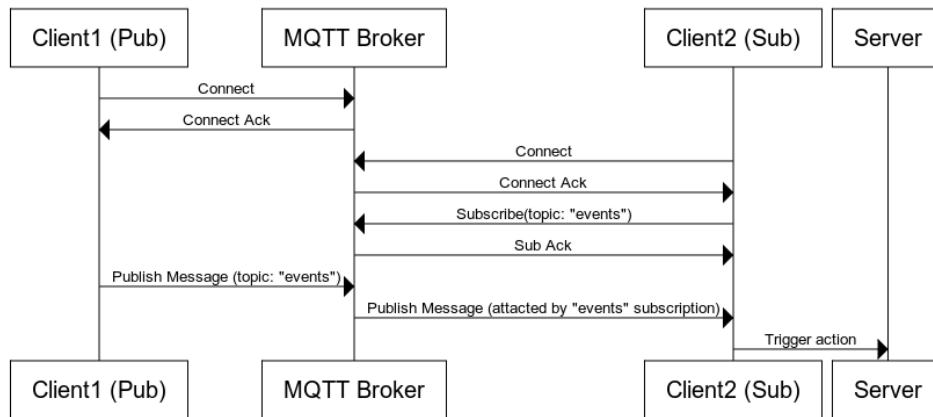 Client1 (Pub)
MQTT Broker
Client2 (Sub)
Server
Connect
Connect Ack
Connect
Connect Ack
Subscribe(topic: "events")
Sub Ack
Publish Message (topic: "events")
Publish Message (attacted by "events" subscription)
Trigger action
Client1 (Pub)
MQTT Broker
Client2 (Sub)
Server